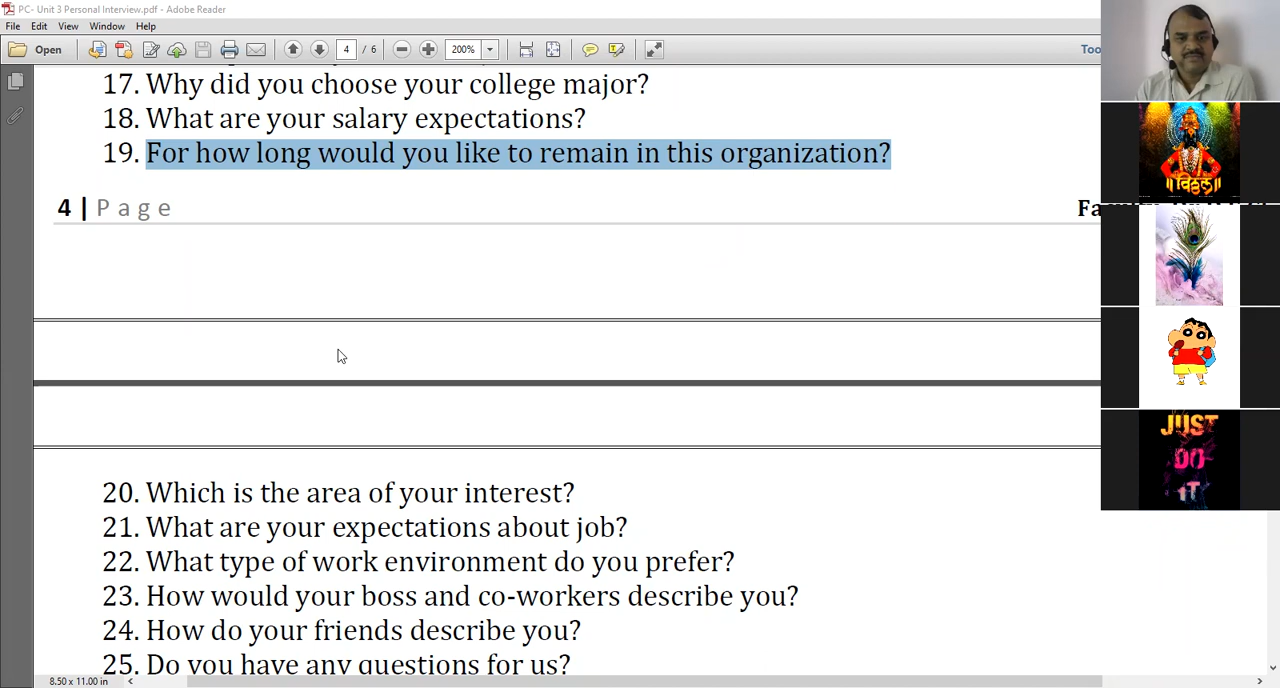 PC- Unit 3 Personal Interview.pdf - Adobe Reader
File Edit View Window Help
Open 4 / 6 200% Too
17. Why did you choose your college major?
18. What are your salary expectations?
19. For how long would you like to remain in this organization?
4 | Page
20. Which is the area of your interest?
21. What are your expectations about job?
22. What type of work environment do you prefer?
23. How would your boss and co-workers describe you?
24. How do your friends describe you?
25. Do you have any questions for us?
8.50 x 11.00 in
॥विठ्ठल॥
JUST
DO
IT